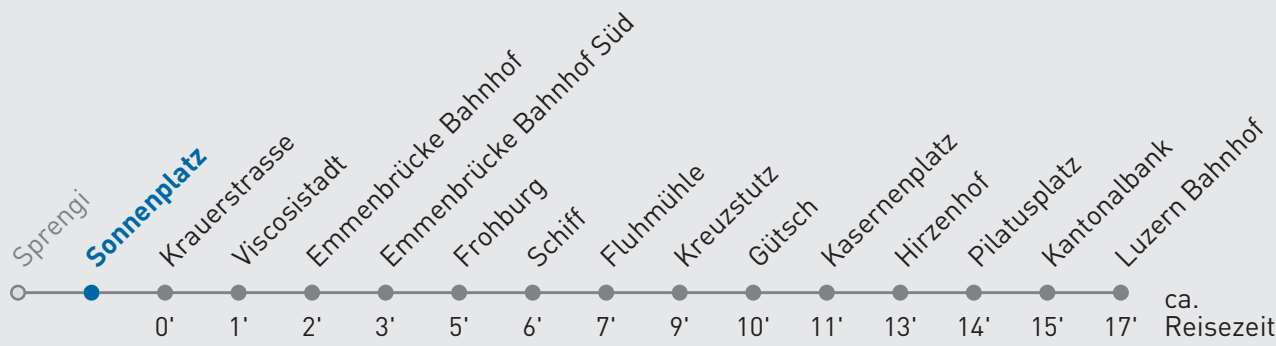 Sprengi
Sonnenplatz
Krauerstrasse
Viscosistadt
Emmenbrücke Bahnhof
Emmenbrücke Bahnhof Süd
Frohburg
Schiff
Fluhmühle
Kreuzstutz
Gütsch
Kasernenplatz
Hirzenhof
Pilatusplatz
Kantonalbank
Luzern Bahnhof
0' 1' 2' 3' 5' 6' 7' 9' 10' 11' 13' 14' 15' 17'
ca.
Reisezeit